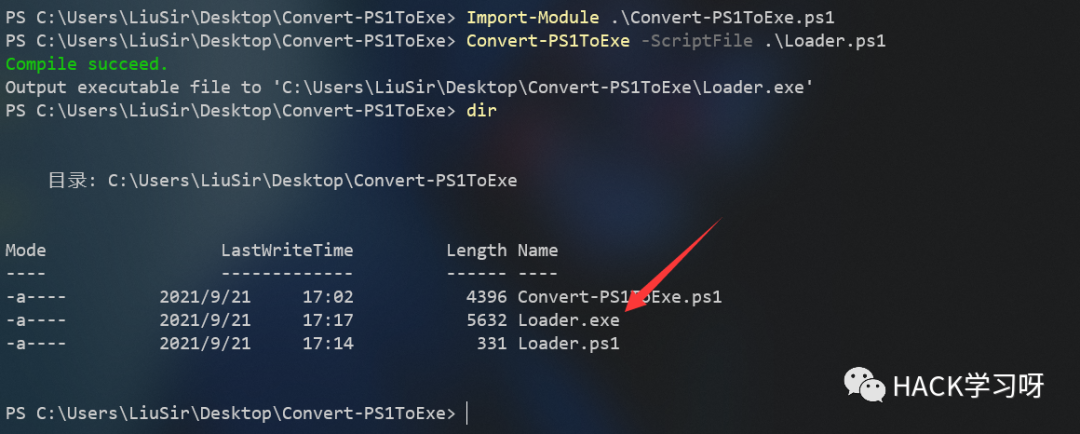 PS C:\Users\LiuSir\Desktop\Convert-PS1ToExe> Import-Module .\Convert-PS1ToExe.ps1
PS C:\Users\LiuSir\Desktop\Convert-PS1ToExe> Convert-PS1ToExe -ScriptFile .\Loader.ps1
Compile succeed.
Output executable file to 'C:\Users\LiuSir\Desktop\Convert-PS1ToExe\Loader.exe'
PS C:\Users\LiuSir\Desktop\Convert-PS1ToExe> dir
目录: C:\Users\LiuSir\Desktop\Convert-PS1ToExe
Mode LastWriteTime Length Name
---- ------------- ------ ----
-a---- 2021/9/21 17:02 4396 Convert-PS1ToExe.ps1
-a---- 2021/9/21 17:17 5632 Loader.exe
-a---- 2021/9/21 17:14 331 Loader.ps1
HACK学习呀
PS C:\Users\LiuSir\Desktop\Convert-PS1ToExe>